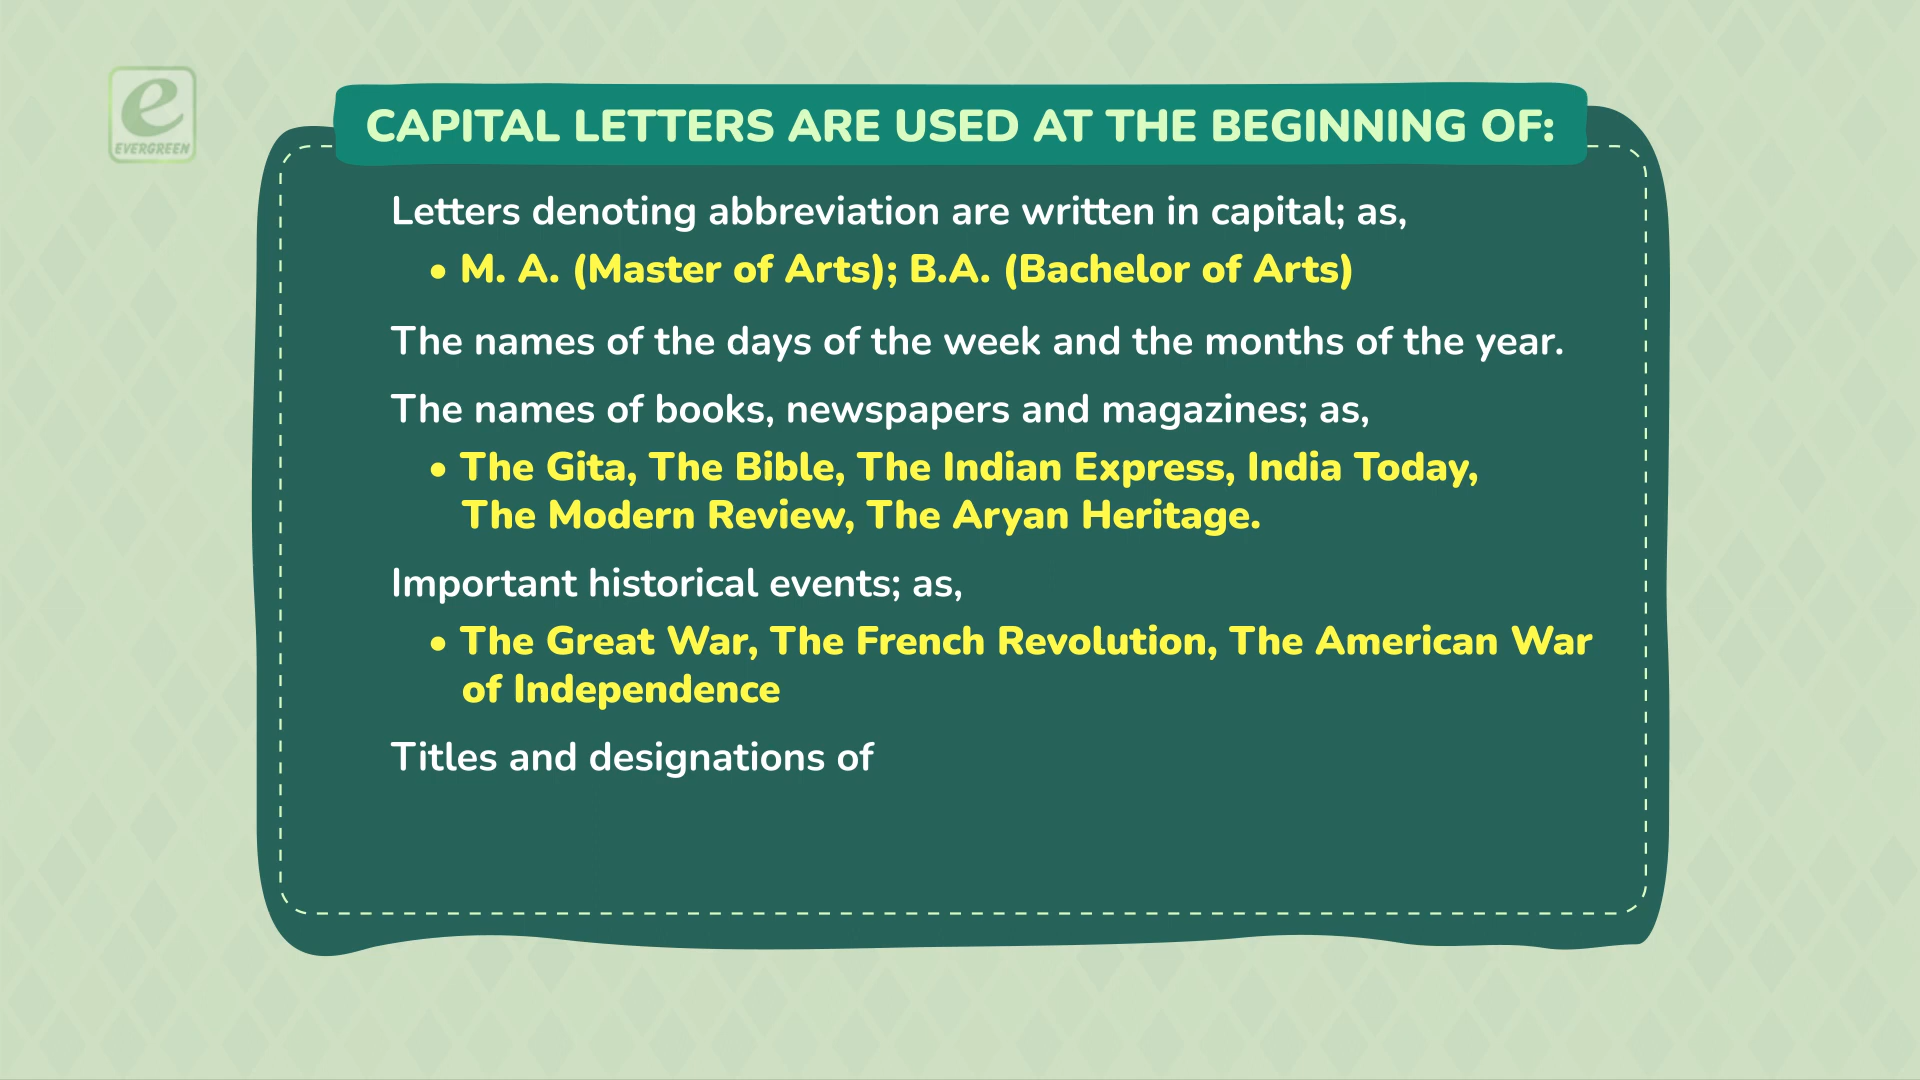 e
EVERGREEN
CAPITAL LETTERS ARE USED AT THE BEGINNING OF:
Letters denoting abbreviation are written in capital; as,
• M. A. (Master of Arts); B.A. (Bachelor of Arts)
The names of the days of the week and the months of the year.
The names of books, newspapers and magazines; as,
• The Gita, The Bible, The Indian Express, India Today,
The Modern Review, The Aryan Heritage.
Important historical events; as,
• The Great War, The French Revolution, The American War
of Independence
Titles and designations of